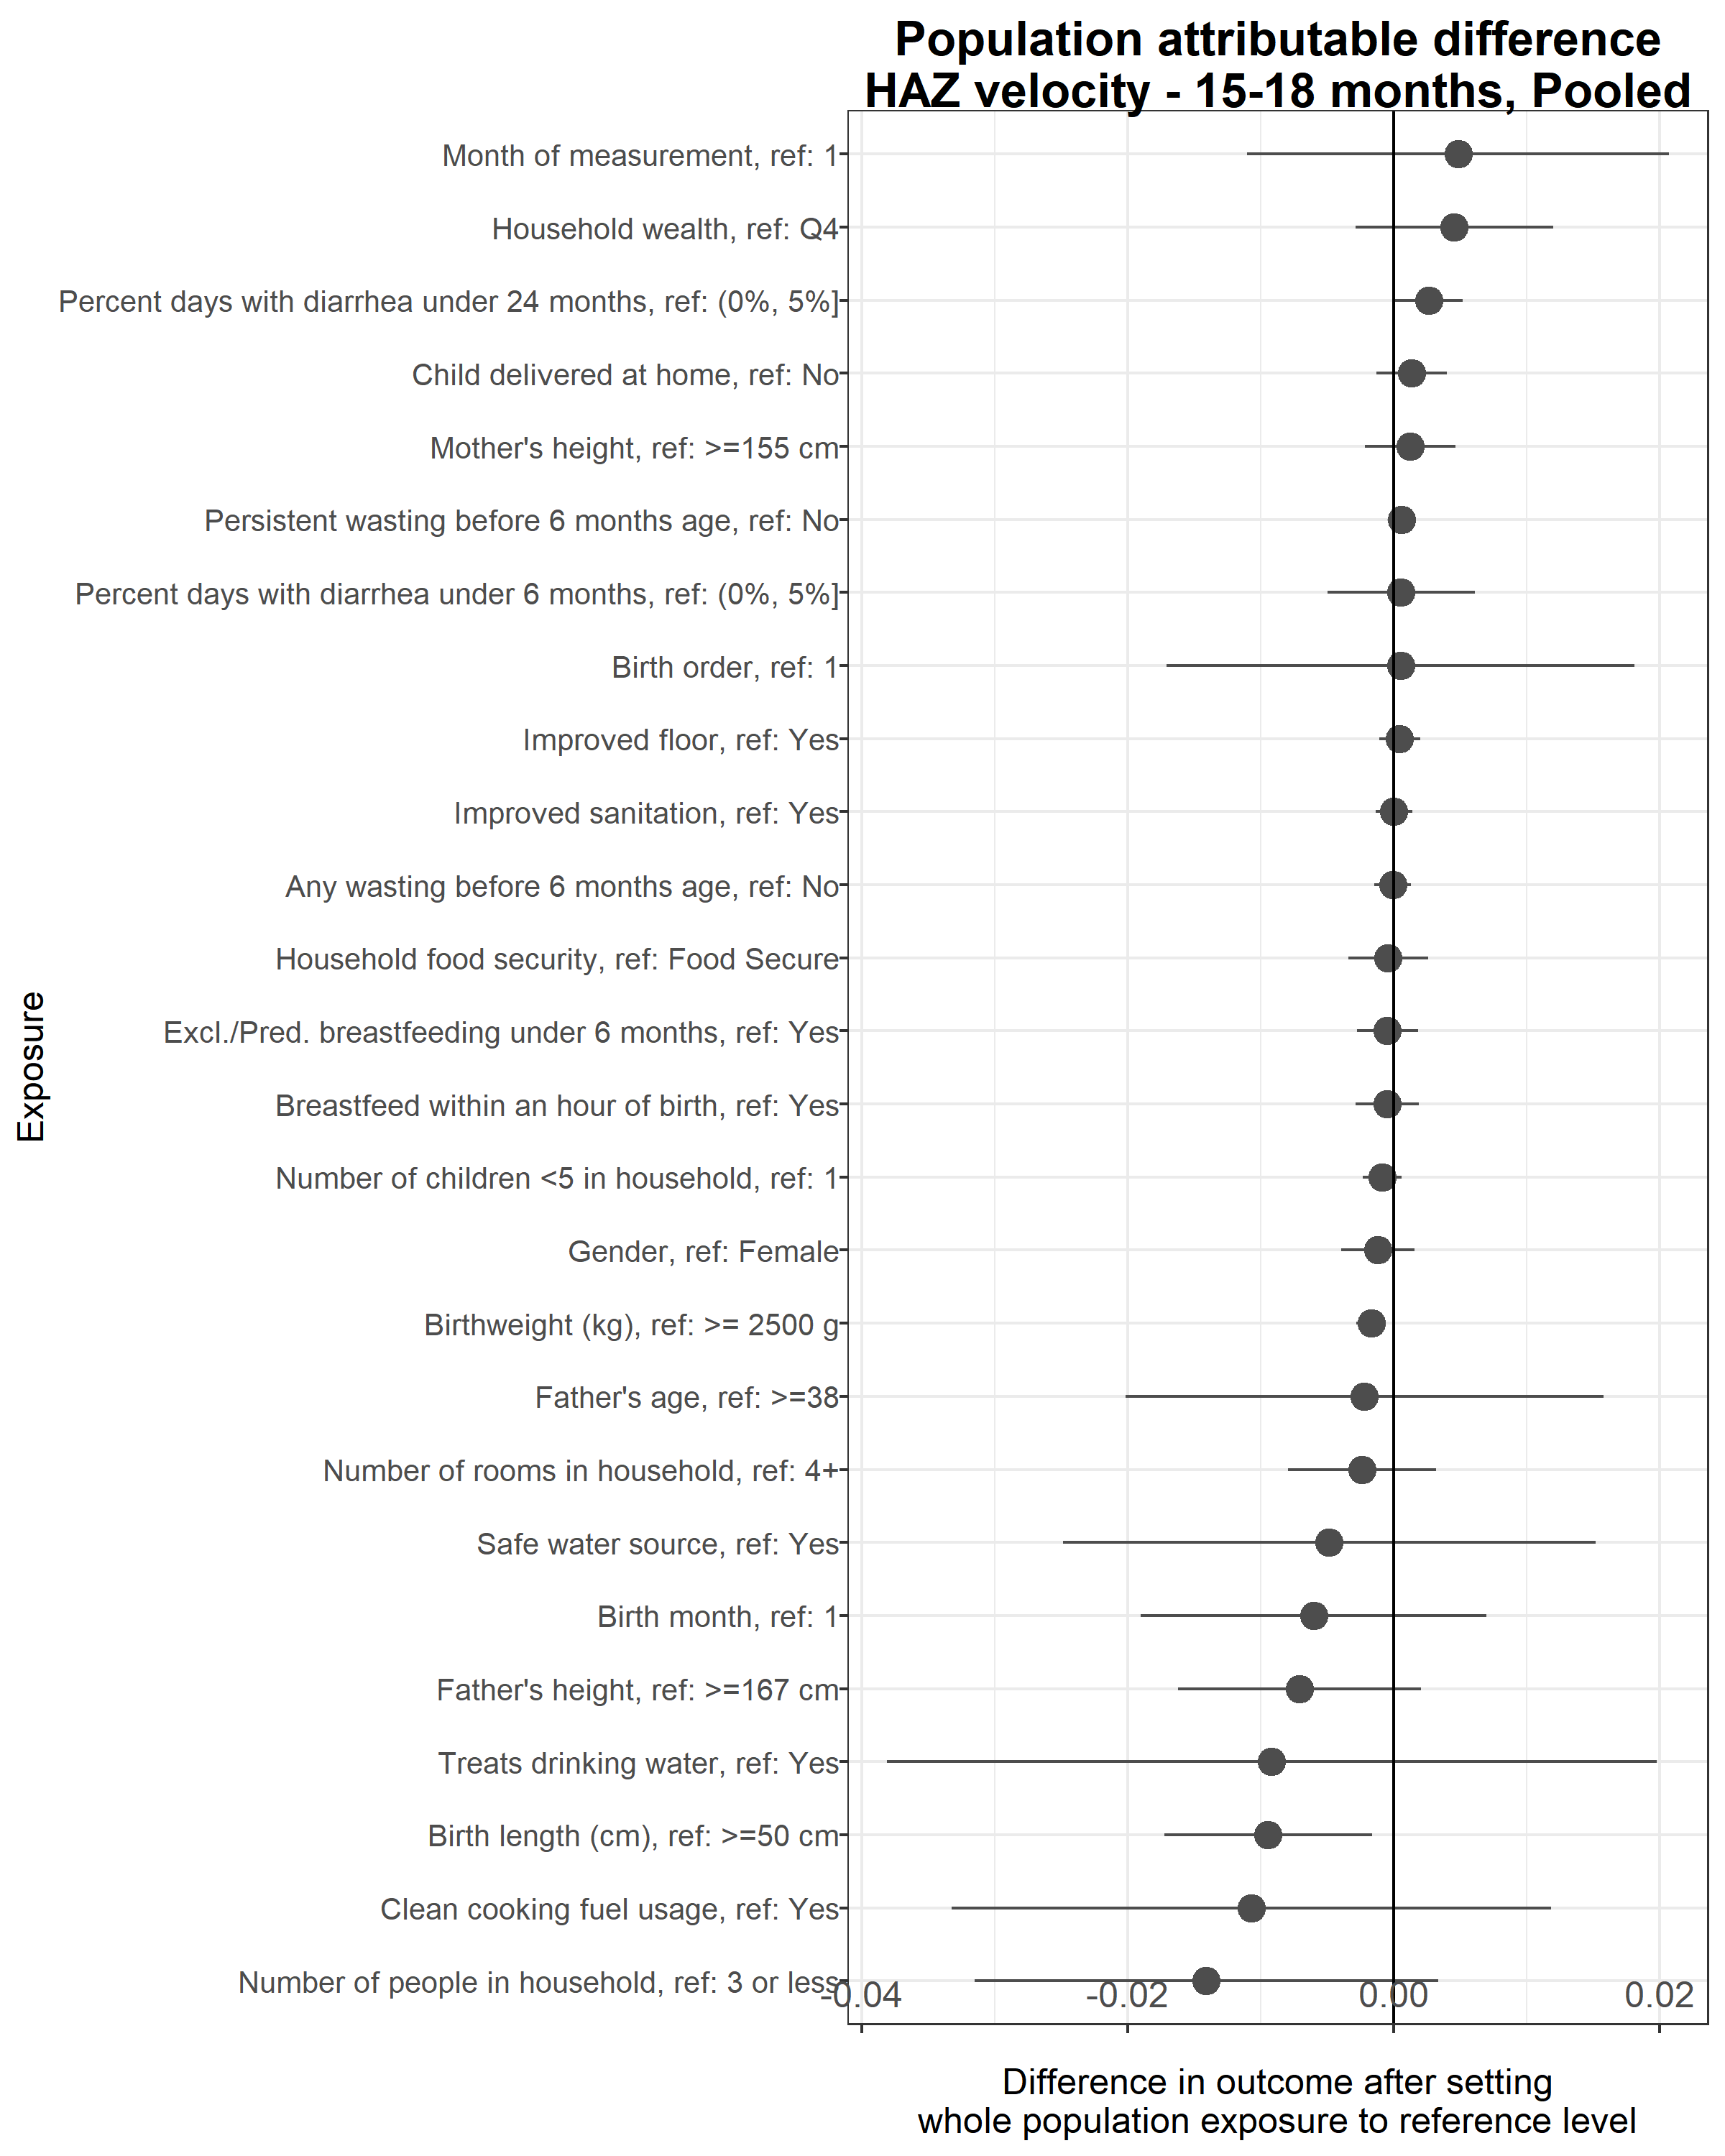 Population attributable difference
HAZ velocity - 15-18 months, Pooled
Month of measurement, ref: 1
Household wealth, ref: Q4
Percent days with diarrhea under 24 months, ref: (0%, 5%]
Child delivered at home, ref: No
Mother's height, ref: >=155 cm
Persistent wasting before 6 months age, ref: No
Percent days with diarrhea under 6 months, ref: (0%, 5%]
Birth order, ref: 1
Improved floor, ref: Yes
Improved sanitation, ref: Yes
Any wasting before 6 months age, ref: No
Household food security, ref: Food Secure
Excl./Pred. breastfeeding under 6 months, ref: Yes
Breastfeed within an hour of birth, ref: Yes
Number of children <5 in household, ref: 1
Gender, ref: Female
Birthweight (kg), ref: >= 2500 g
Father's age, ref: >=38
Number of rooms in household, ref: 4+
Safe water source, ref: Yes
Birth month, ref: 1
Father's height, ref: >=167 cm
Treats drinking water, ref: Yes
Birth length (cm), ref: >=50 cm
Clean cooking fuel usage, ref: Yes
Number of people in household, ref: 3 or less
Exposure
-0.04 -0.02 0.00 0.02
Difference in outcome after setting
whole population exposure to reference level